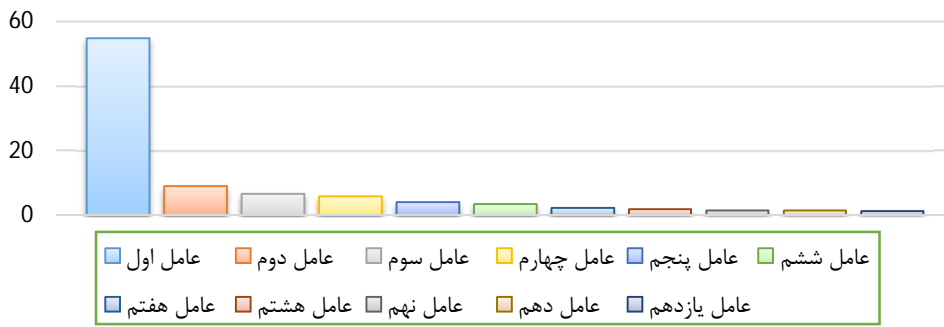 60
40
20
0
عامل اول عامل دوم عامل سوم عامل چهارم عامل پنجم عامل ششم
عامل هفتم عامل هشتم عامل نهم عامل دهم عامل یازدهم